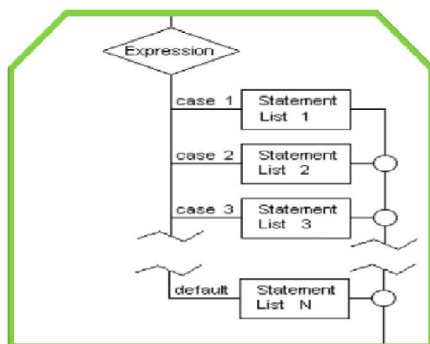 Expression
case 1
Statement
List 1
case 2
Statement
List 2
case 3
Statement
List 3
default
Statement
List N